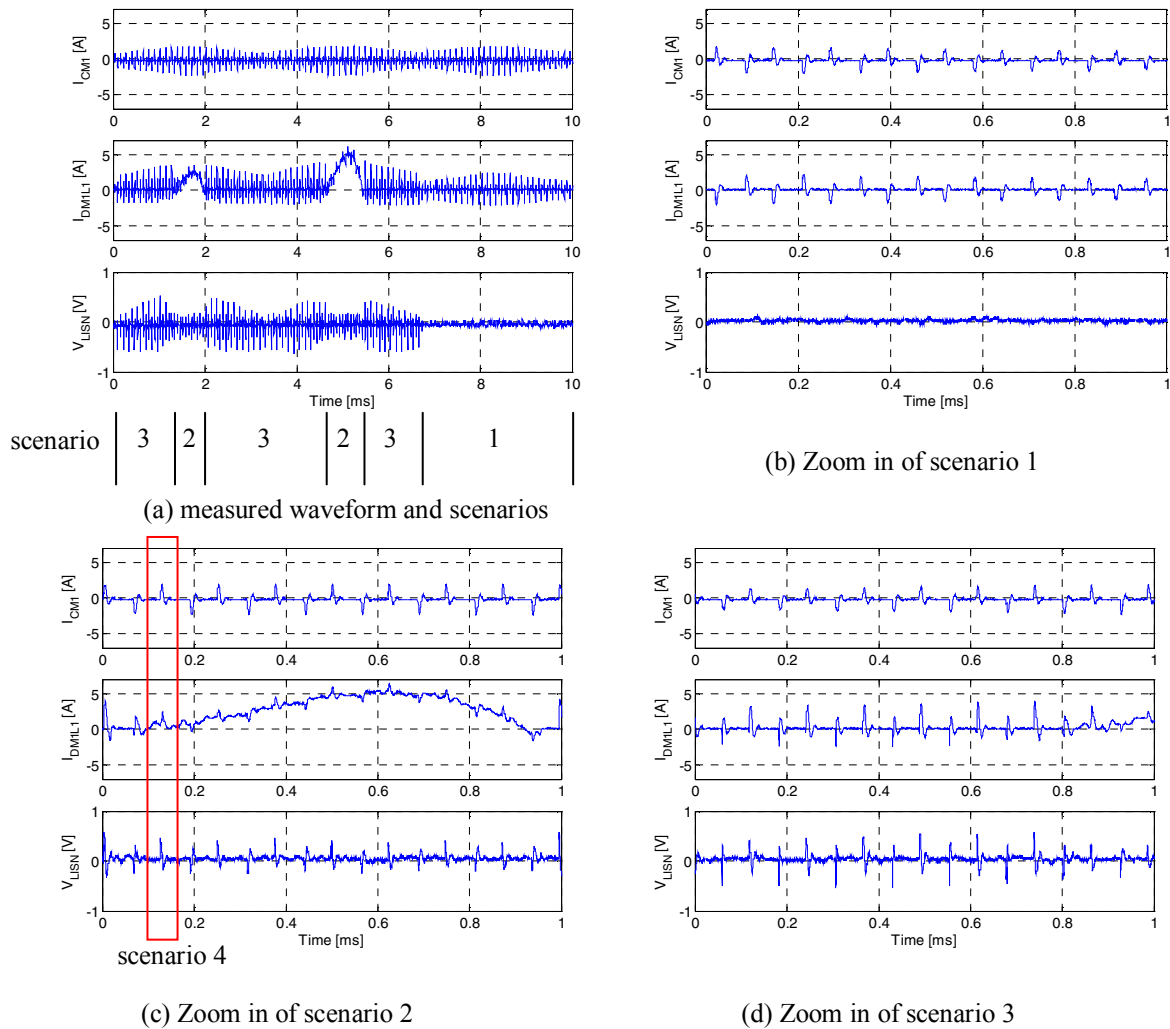 5
0
-5
I_CM1 [A]
0 2 4 6 8 10
5
0
-5
I_DM1L1 [A]
0 2 4 6 8 10
1
0
-1
V_LISN [V]
0 2 4 6 8 10
Time [ms]
scenario 3 2 3 2 3 1
(a) measured waveform and scenarios
5
0
-5
I_CM1 [A]
0 0.2 0.4 0.6 0.8 1
5
0
-5
I_DM1L1 [A]
0 0.2 0.4 0.6 0.8 1
1
0
-1
V_LISN [V]
0 0.2 0.4 0.6 0.8 1
Time [ms]
(b) Zoom in of scenario 1
5
0
-5
I_CM1 [A]
0 0.2 0.4 0.6 0.8 1
5
0
-5
I_DM1L1 [A]
0 0.2 0.4 0.6 0.8 1
1
0
-1
V_LISN [V]
0 0.2 0.4 0.6 0.8 1
Time [ms]
scenario 4
(c) Zoom in of scenario 2
5
0
-5
I_CM1 [A]
0 0.2 0.4 0.6 0.8 1
5
0
-5
I_DM1L1 [A]
0 0.2 0.4 0.6 0.8 1
1
0
-1
V_LISN [V]
0 0.2 0.4 0.6 0.8 1
Time [ms]
(d) Zoom in of scenario 3